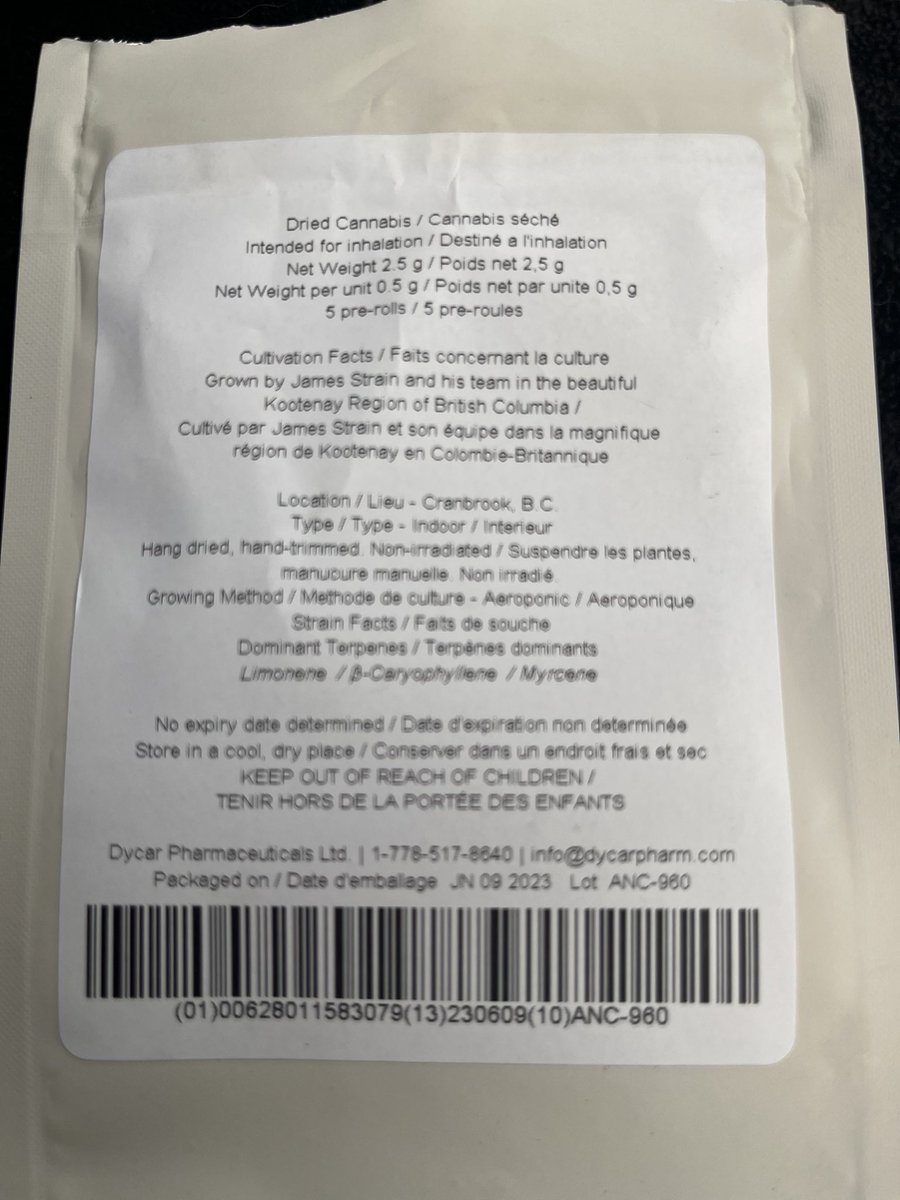 Dried Cannabis / Cannabis séché
Intended for inhalation / Destiné a l'inhalation
Net Weight 2.5 g / Poids net 2,5 g
Net Weight per unit 0.5 g / Poids net par unite 0,5 g
5 pre-rolls / 5 pre-roules
Cultivation Facts / Faits concernant la culture
Grown by James Strain and his team in the beautiful
Kootenay Region of British Columbia /
Cultivé par James Strain et son équipe dans la magnifique
région de Kootenay en Colombie-Britannique
Location / Lieu - Cranbrook, B.C.
Type / Type - Indoor / Interieur
Hang dried, hand-trimmed. Non-irradiated / Suspendre les plantes,
manucure manuelle. Non irradié.
Growing Method / Methode de culture - Aeroponic / Aeroponique
Strain Facts / Faits de souche
Dominant Terpenes / Terpènes dominants
Limonene / β-Caryophyllene / Myrcene
No expiry date determined / Date d'expiration non determinée
Store in a cool, dry place / Conserver dans un endroit frais et sec
KEEP OUT OF REACH OF CHILDREN /
TENIR HORS DE LA PORTÉE DES ENFANTS
Dycar Pharmaceuticals Ltd. | 1-778-517-8640 | info@dycarpharm.com
Packaged on / Date d'emballage JN 09 2023 Lot ANC-960
(01)00628011583079(13)230609(10)ANC-960